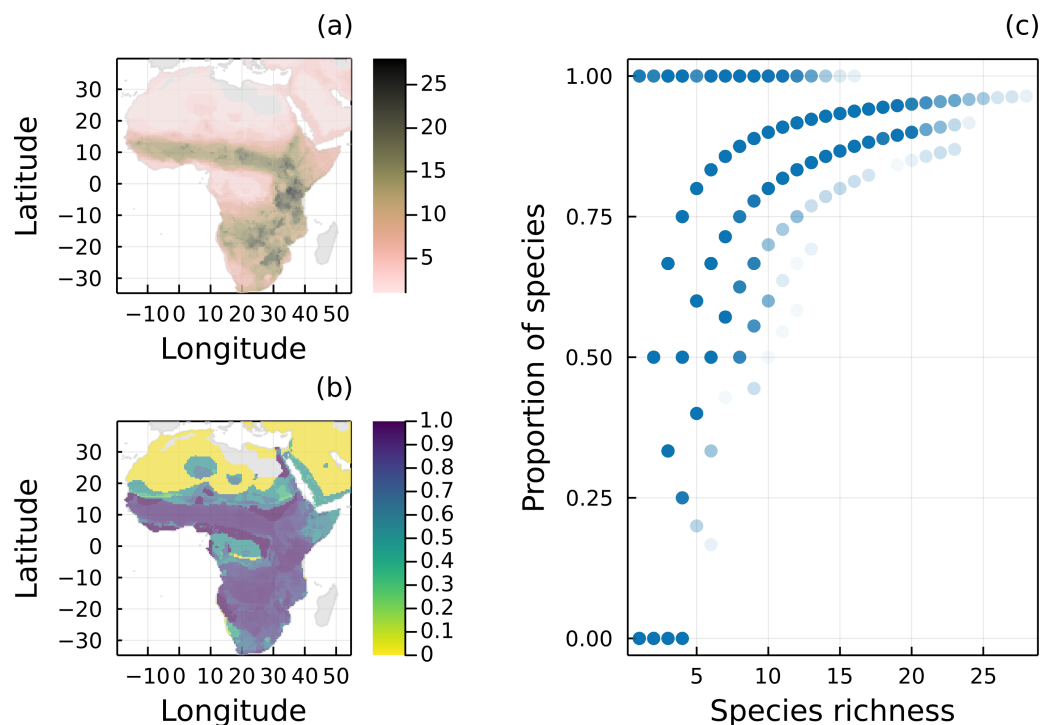 (a)
30
20
10
0
−10
−20
−30
Latitude
−10 0 10 20 30 40 50
Longitude
25
20
15
10
5
(b)
30
20
10
0
−10
−20
−30
Latitude
−10 0 10 20 30 40 50
Longitude
1.0
0.9
0.8
0.7
0.6
0.5
0.4
0.3
0.2
0.1
0
(c)
1.00
0.75
0.50
0.25
0.00
Proportion of species
5 10 15 20 25
Species richness